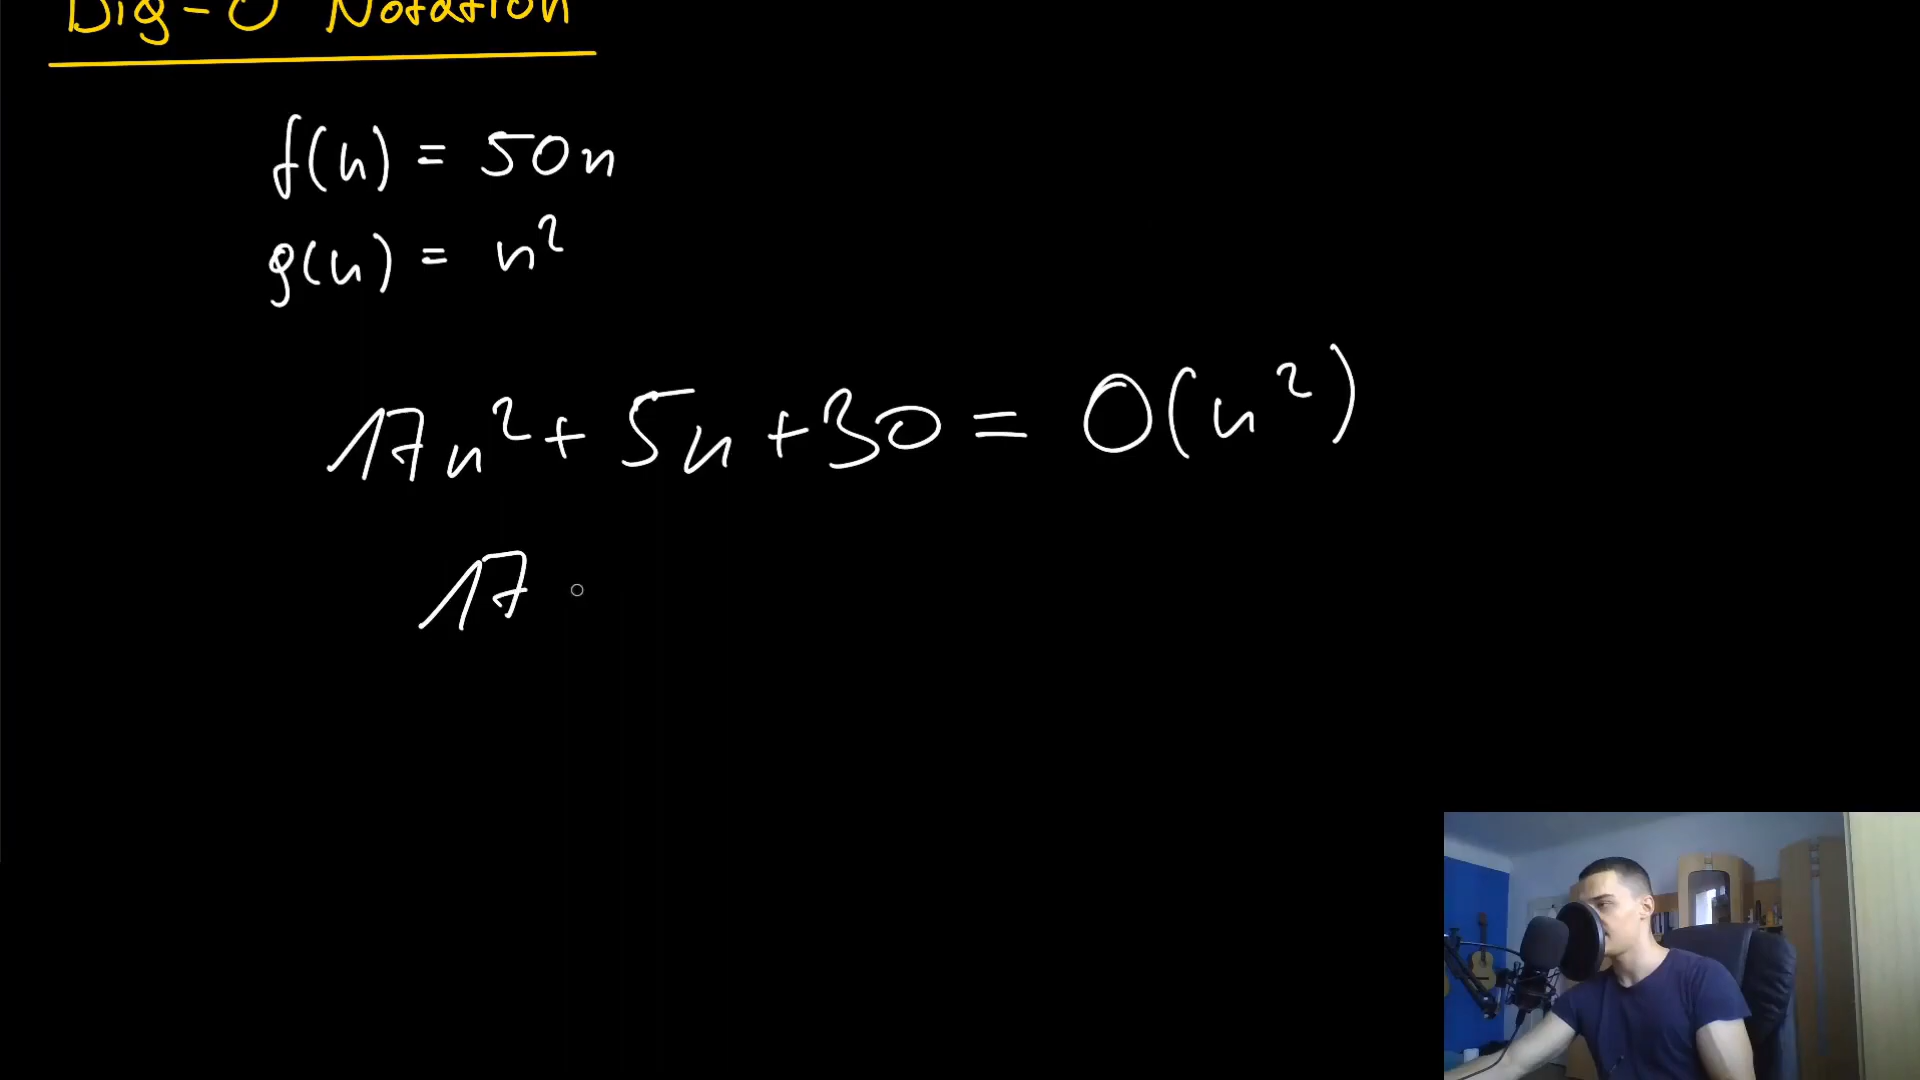 Big-O Notation
f(n) = 50n
g(n) = n²
17n² + 5n + 30 = O(n²)
17